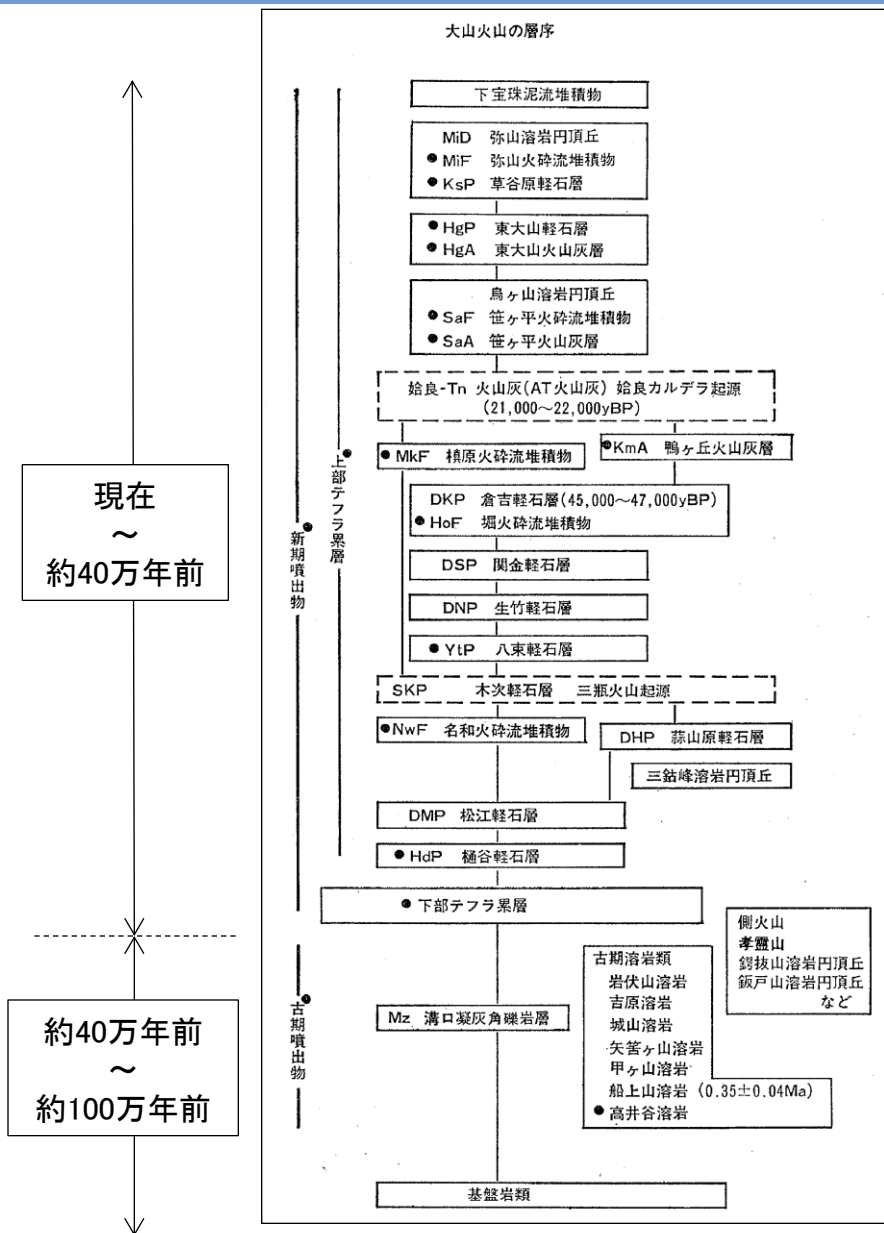 大山火山の層序
下宝珠泥流堆積物
MiD 弥山溶岩円頂丘
●MiF 弥山火砕流堆積物
●KsP 草谷原軽石層
●HgP 東大山軽石層
●HgA 東大山火山灰層
烏ヶ山溶岩円頂丘
●SaF 笹ヶ平火砕流堆積物
●SaA 笹ヶ平火山灰層
姶良-Tn 火山灰(AT火山灰) 姶良カルデラ起源
(21,000～22,000yBP)
●MkF 槙原火砕流堆積物
●KmA 鴨ヶ丘火山灰層
DKP 倉吉軽石層(45,000～47,000yBP)
●HoF 堀火砕流堆積物
DSP 関金軽石層
DNP 生竹軽石層
●YtP 八束軽石層
SKP 木次軽石層 三瓶火山起源
●NwF 名和火砕流堆積物
DHP 蒜山原軽石層
三鈷峰溶岩円頂丘
DMP 松江軽石層
●HdP 樋谷軽石層
●下部テフラ累層
上部テフラ累層
新期噴出物
古期噴出物
現在
～
約40万年前
約40万年前
～
約100万年前
Mz 溝口凝灰角礫岩層
古期溶岩類
岩伏山溶岩
吉原溶岩
城山溶岩
矢筈ヶ山溶岩
甲ヶ山溶岩
船上山溶岩 (0.35±0.04Ma)
●高井谷溶岩
側火山
孝霊山
鍔抜山溶岩円頂丘
鈑戸山溶岩円頂丘
など
基盤岩類